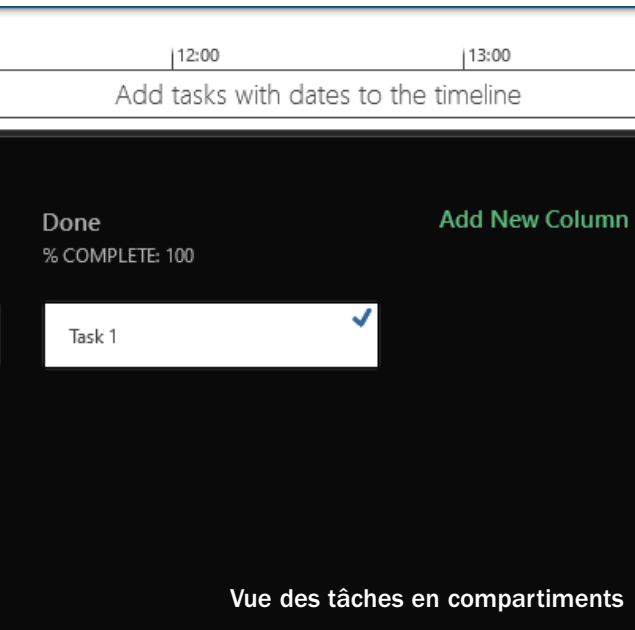 12:00 13:00
Add tasks with dates to the timeline
Done
Add New Column
% COMPLETE: 100
Task 1
Vue des tâches en compartiments